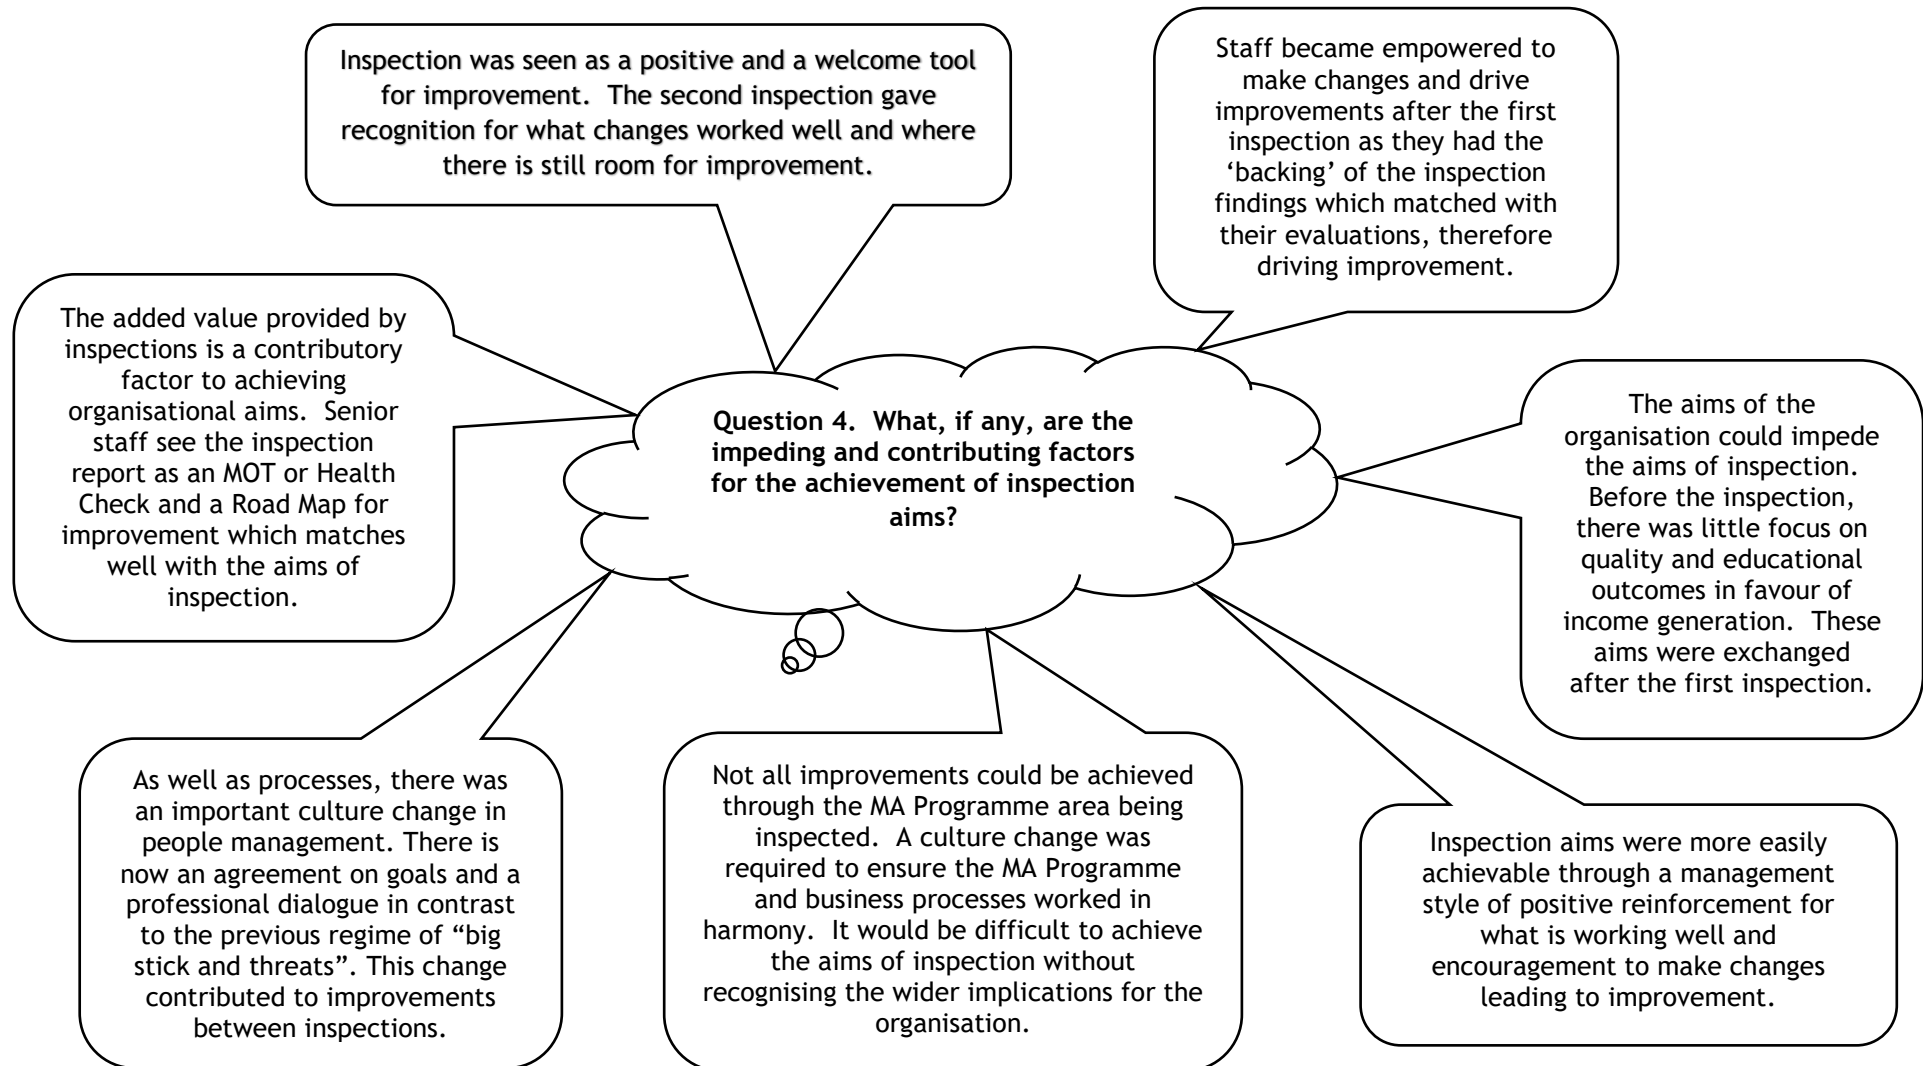 Inspection was seen as a positive and a welcome tool
for improvement. The second inspection gave
recognition for what changes worked well and where
there is still room for improvement.
Staff became empowered to
make changes and drive
improvements after the first
inspection as they had the
‘backing’ of the inspection
findings which matched with
their evaluations, therefore
driving improvement.
The added value provided by
inspections is a contributory
factor to achieving
organisational aims. Senior
staff see the inspection
report as an MOT or Health
Check and a Road Map for
improvement which matches
well with the aims of
inspection.
Question 4. What, if any, are the
impeding and contributing factors
for the achievement of inspection
aims?
The aims of the
organisation could impede
the aims of inspection.
Before the inspection,
there was little focus on
quality and educational
outcomes in favour of
income generation. These
aims were exchanged
after the first inspection.
As well as processes, there was
an important culture change in
people management. There is
now an agreement on goals and a
professional dialogue in contrast
to the previous regime of “big
stick and threats”. This change
contributed to improvements
between inspections.
Not all improvements could be achieved
through the MA Programme area being
inspected. A culture change was
required to ensure the MA Programme
and business processes worked in
harmony. It would be difficult to achieve
the aims of inspection without
recognising the wider implications for the
organisation.
Inspection aims were more easily
achievable through a management
style of positive reinforcement for
what is working well and
encouragement to make changes
leading to improvement.